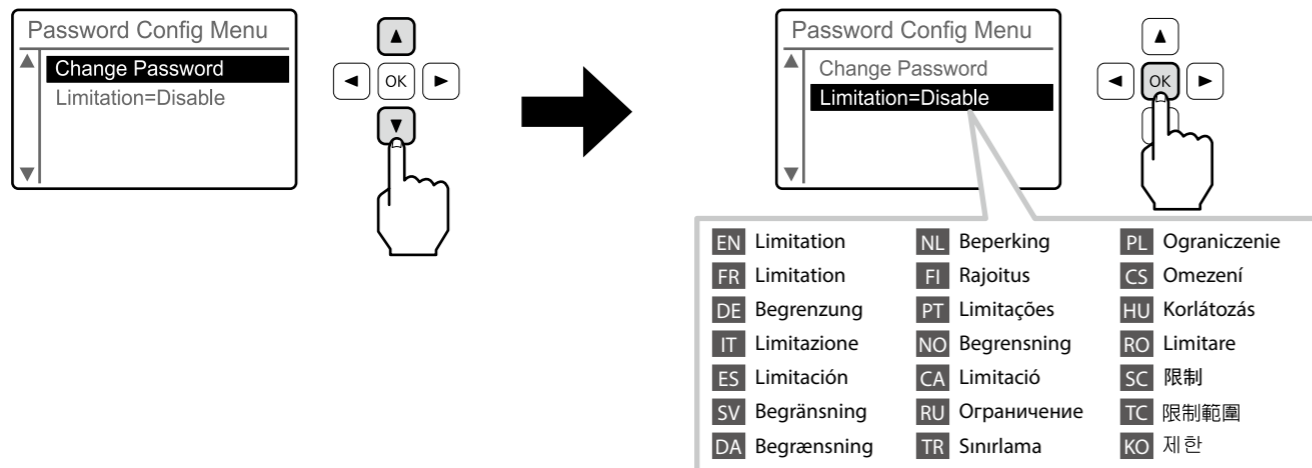 Password Config Menu
Change Password
Limitation=Disable
OK
Password Config Menu
Change Password
Limitation=Disable
OK
EN Limitation
FR Limitation
DE Begrenzung
IT Limitazione
ES Limitación
SV Begränsning
DA Begrænsning
NL Beperking
FI Rajoitus
PT Limitações
NO Begrensning
CA Limitació
RU Ограничение
TR Sınırlama
PL Ograniczenie
CS Omezení
HU Korlátozás
RO Limitare
SC 限制
TC 限制範圍
KO 제한